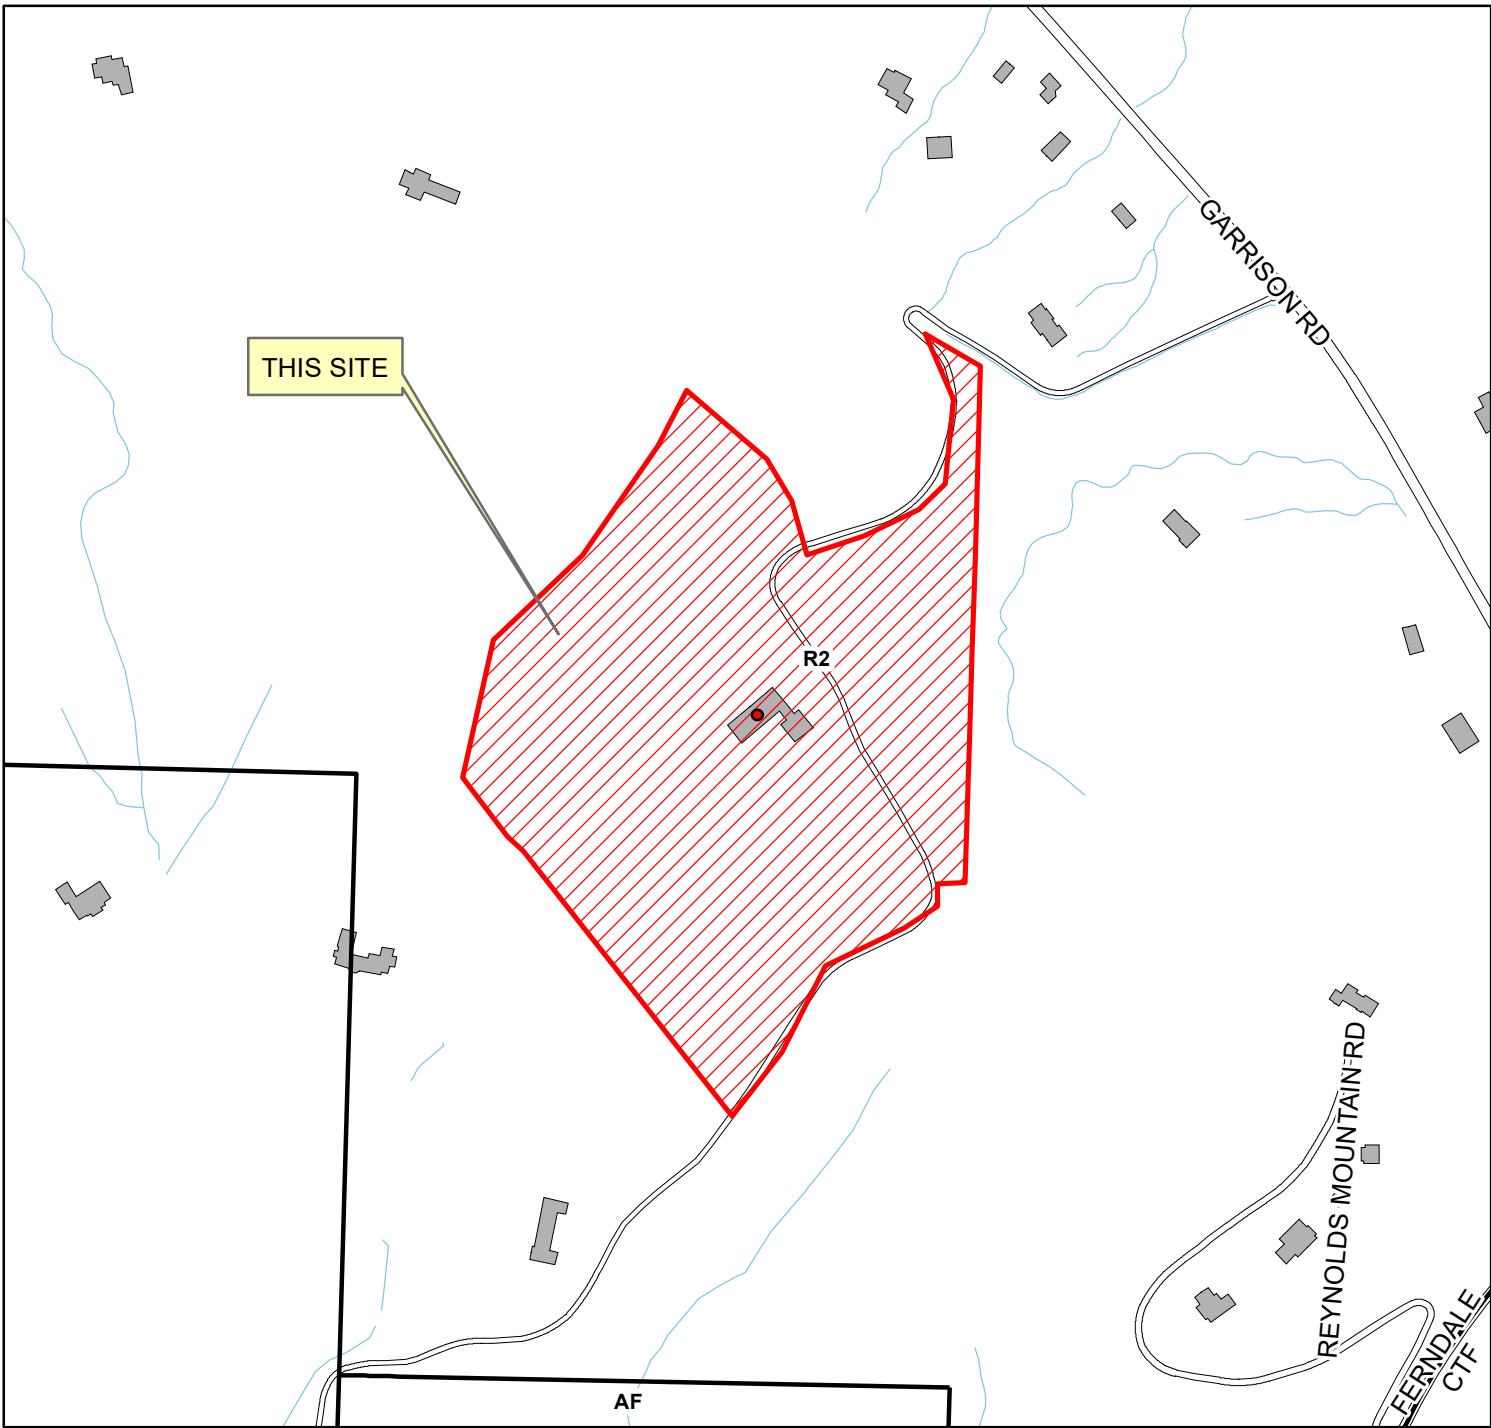 GARRISON RD
THIS SITE
R2
REYNOLDS MOUNTAIN RD
FERNDALE
CTF
AF